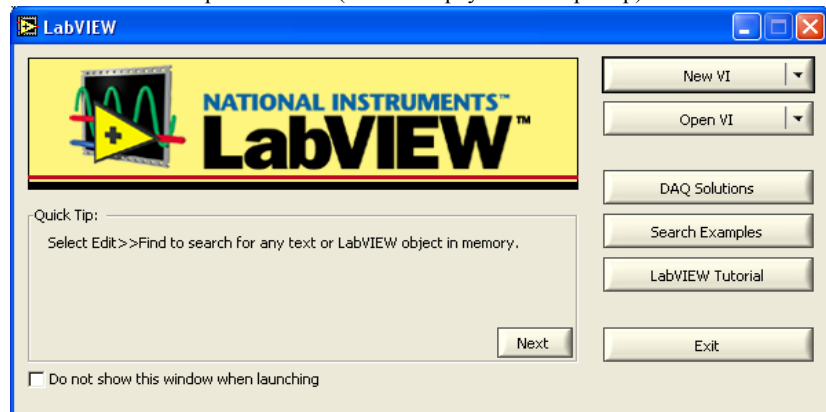 LabVIEW
NATIONAL INSTRUMENTS™
LabVIEW™
New VI
Open VI
DAQ Solutions
Search Examples
LabVIEW Tutorial
Exit
Quick Tip:
Select Edit>>Find to search for any text or LabVIEW object in memory.
Next
Do not show this window when launching